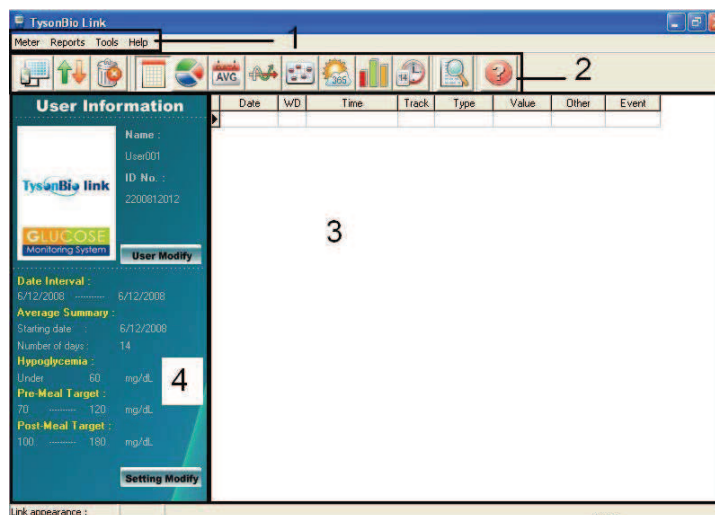 TysonBio Link
Meter Reports Tools Help
1
AVG
365
14
2
User Information
Date WD Time Track Type Value Other Event
Name :
User001
ID No. :
2200812012
TysonBio link
GLUCOSE
Monitoring System
User Modify
3
Date Interval :
6/12/2008 ---------- 6/12/2008
Average Summary :
Starting date : 6/12/2008
Number of days : 14
Hypoglycemia :
Under 60 mg/dL
4
Pre-Meal Target :
70 -------- 120 mg/dL
Post-Meal Target :
100 -------- 180 mg/dL
Setting Modify
Link appearance :